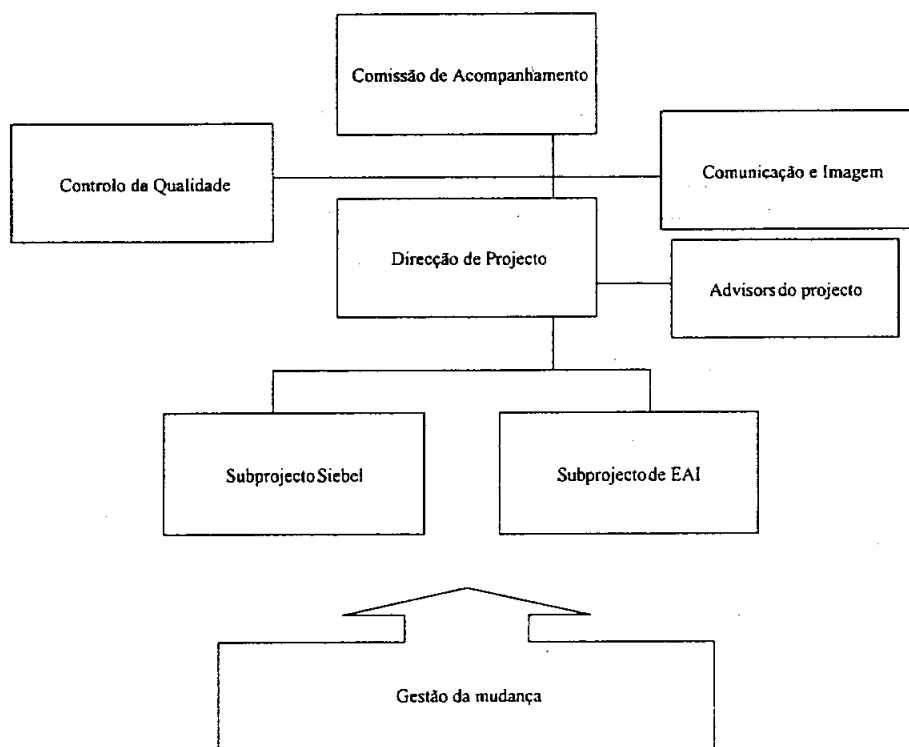 Comissão de Acompanhamento
Controlo da Qualidade
Comunicação e Imagem
Direcção de Projecto
Advisors do projecto
Subprojecto Siebel
Subprojecto de EAI
Gestão da mudança